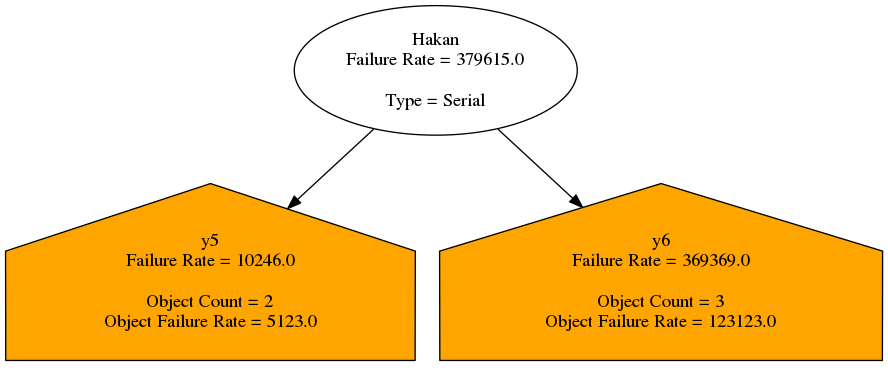 Hakan
Failure Rate = 379615.0
Type = Serial
y5
Failure Rate = 10246.0
Object Count = 2
Object Failure Rate = 5123.0
y6
Failure Rate = 369369.0
Object Count = 3
Object Failure Rate = 123123.0